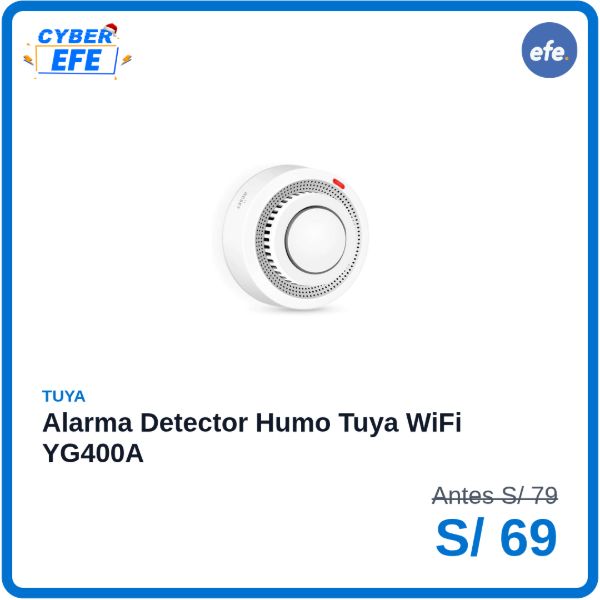 CYBER
EFE
efe.
TUYA
Alarma Detector Humo Tuya WiFi
YG400A
Antes S/ 79
S/ 69